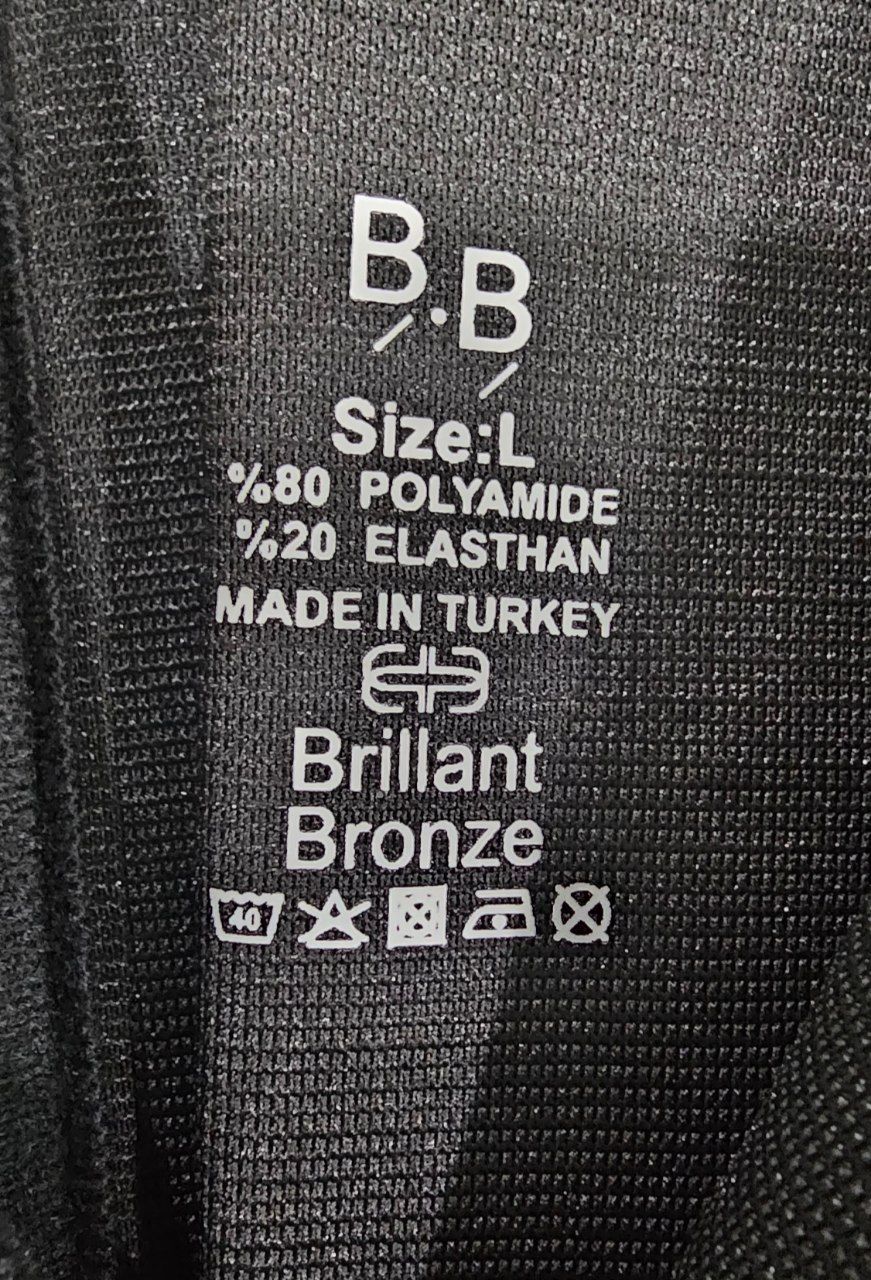 B.B
Size:L
%80 POLYAMIDE
%20 ELASTHAN
MADE IN TURKEY
Brillant
Bronze
40